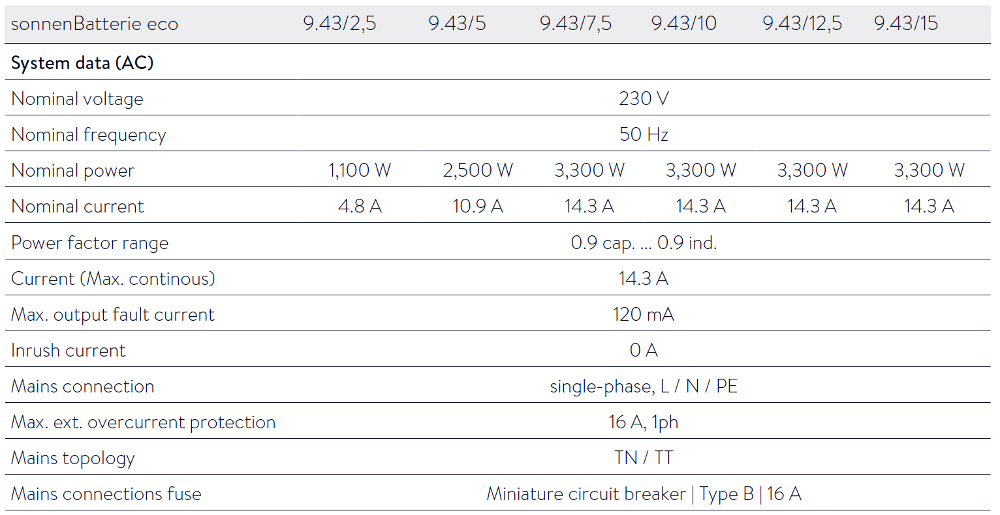 sonnenBatterie eco 9.43/2,5 9.43/5 9.43/7,5 9.43/10 9.43/12,5 9.43/15
System data (AC)
Nominal voltage 230 V
Nominal frequency 50 Hz
Nominal power 1,100 W 2,500 W 3,300 W 3,300 W 3,300 W 3,300 W
Nominal current 4.8 A 10.9 A 14.3 A 14.3 A 14.3 A 14.3 A
Power factor range 0.9 cap. ... 0.9 ind.
Current (Max. continous) 14.3 A
Max. output fault current 120 mA
Inrush current 0 A
Mains connection single-phase, L / N / PE
Max. ext. overcurrent protection 16 A, 1ph
Mains topology TN / TT
Mains connections fuse Miniature circuit breaker | Type B | 16 A